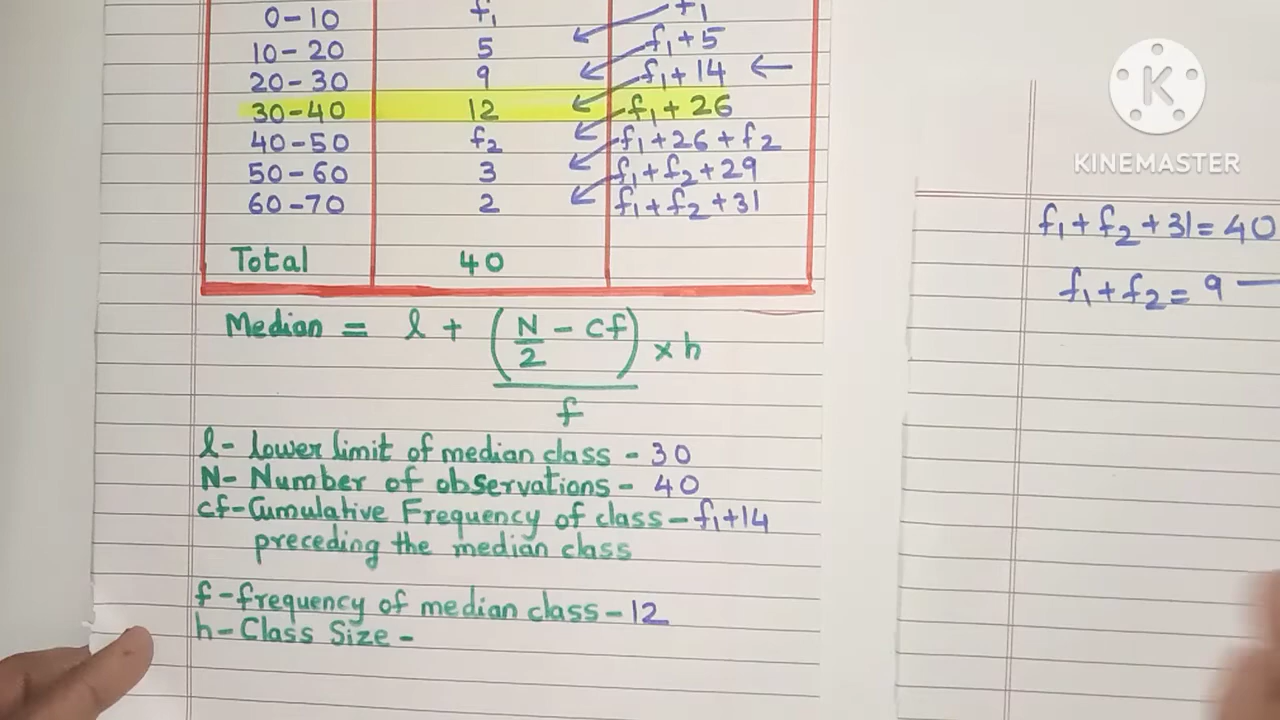 0-10 f₁ f₁
10-20 5 f₁+5
20-30 9 f₁+14 ←
30-40 12 f₁+26
40-50 f₂ f₁+26+f₂
50-60 3 f₁+f₂+29
60-70 2 f₁+f₂+31
Total 40
Median = l + (N/2 - cf)/f × h
l- lower limit of median class - 30
N- Number of observations - 40
cf-Cumulative Frequency of class - f₁+14
preceding the median class
f-frequency of median class - 12
h-Class Size -
KINEMASTER
f₁+f₂+31=40
f₁+f₂=9 —